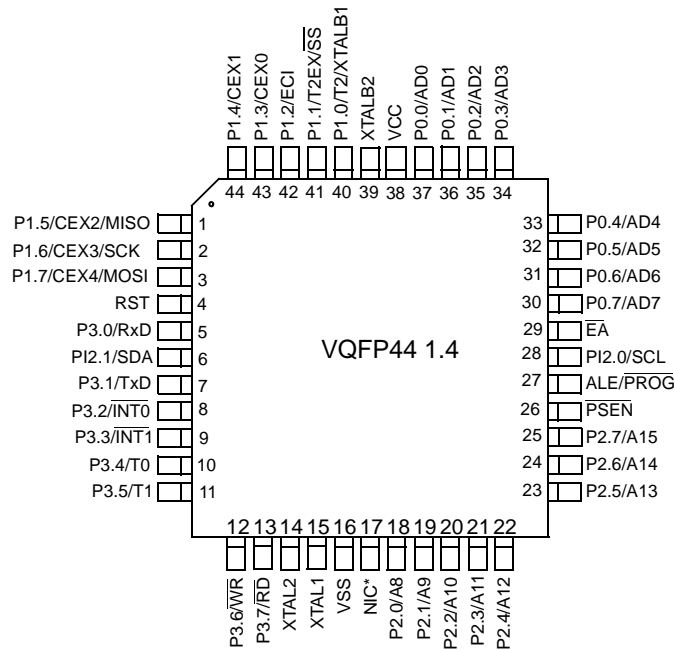 P1.4/CEX1
P1.3/CEX0
P1.2/ECI
P1.1/T2EX/S̅S̅
P1.0/T2/XTALB1
XTALB2
VCC
P0.0/AD0
P0.1/AD1
P0.2/AD2
P0.3/AD3
44 43 42 41 40 39 38 37 36 35 34
P1.5/CEX2/MISO 1
P1.6/CEX3/SCK 2
P1.7/CEX4/MOSI 3
RST 4
P3.0/RxD 5
PI2.1/SDA 6
P3.1/TxD 7
P3.2/I̅N̅T̅0̅ 8
P3.3/I̅N̅T̅1̅ 9
P3.4/T0 10
P3.5/T1 11
VQFP44 1.4
33 P0.4/AD4
32 P0.5/AD5
31 P0.6/AD6
30 P0.7/AD7
29 E̅A̅
28 PI2.0/SCL
27 ALE/P̅R̅O̅G̅
26 P̅S̅E̅N̅
25 P2.7/A15
24 P2.6/A14
23 P2.5/A13
12 13 14 15 16 17 18 19 20 21 22
P3.6/W̅R̅
P3.7/R̅D̅
XTAL2
XTAL1
VSS
NIC*
P2.0/A8
P2.1/A9
P2.2/A10
P2.3/A11
P2.4/A12